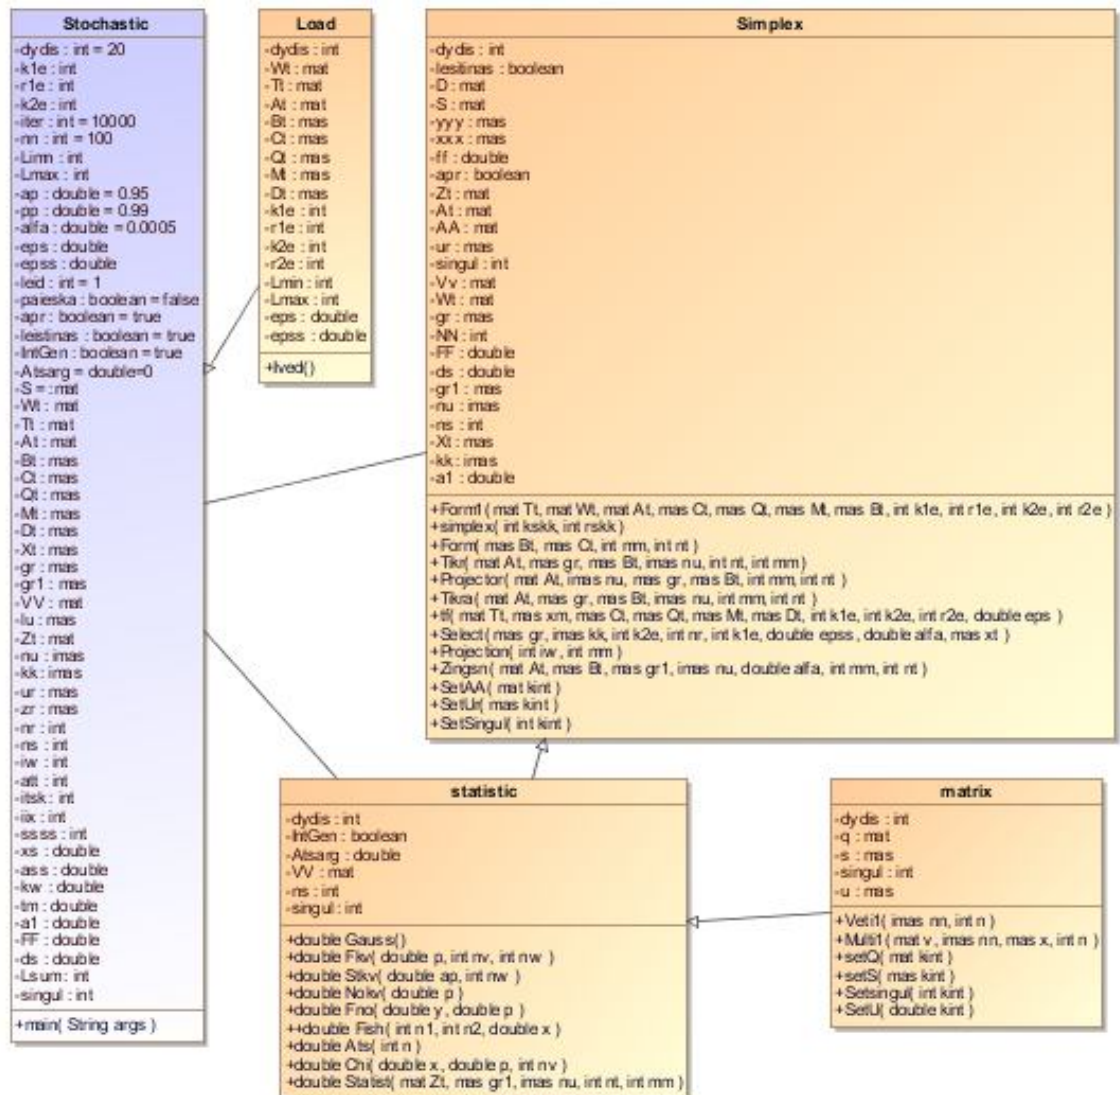 Stochastic
-dydis : int = 20
-k1e : int
-r1e : int
-k2e : int
-iter : int = 10000
-nn : int = 100
-Limn : int
-Lmax : int
-ap : double = 0.95
-pp : double = 0.99
-alfa : double = 0.0005
-eps : double
-epss : double
-leid : int = 1
-paieska : boolean = false
-apr : boolean = true
-leistinas : boolean = true
-IntGen : boolean = true
-Atsarg = double=0
-S = : mat
-Wt : mat
-Tt : mat
-At : mat
-Bt : mas
-Ct : mas
-Qt : mas
-Mt : mas
-Dt : mas
-Xt : mas
-gr : mas
-gr1 : mas
-VV : mat
-lu : mas
-Zt : mat
-nu : imas
-kk : imas
-ur : mas
-zr : mas
-nr : int
-ns : int
-iw : int
-att : int
-itsk : int
-iix : int
-ssss : int
-xs : double
-ass : double
-kw : double
-tm : double
-a1 : double
-FF : double
-ds : double
-Lsum : int
-singul : int
+main( String args )
Load
-dydis : int
-Wt : mat
-Tt : mat
-At : mat
-Bt : mas
-Ct : mas
-Qt : mas
-Mt : mas
-Dt : mas
-k1e : int
-r1e : int
-k2e : int
-r2e : int
-Lmin : int
-Lmax : int
-eps : double
-epss : double
+Ived()
Simplex
-dydis : int
-lesitinas : boolean
-D : mat
-S : mat
-yyy : mas
-xxx : mas
-ff : double
-apr : boolean
-Zt : mat
-At : mat
-AA : mat
-ur : mas
-singul : int
-Vv : mat
-Wt : mat
-gr : mas
-NN : int
-FF : double
-ds : double
-gr1 : mas
-nu : imas
-ns : int
-Xt : mas
-kk : imas
-a1 : double
+Form1( mat Tt, mat Wt, mat At, mas Ct, mas Qt, mas Mt, mas Bt, int k1e, int r1e, int k2e, int r2e )
+simplex( int kskk, int rskk )
+Form( mas Bt, mas Ct, int mm, int nt )
+Tikr( mat At, mas gr, mas Bt, imas nu, int nt, int mm)
+Projector( mat At, imas nu, mas gr, mas Bt, int mm, int nt )
+Tikra( mat At, mas gr, mas Bt, imas nu, int mm, int nt )
+tf( mat Tt, mas xm, mas Ct, mas Qt, mas Mt, mas Dt, int k1e, int k2e, int r2e, double eps )
+Select( mas gr, imas kk, int k2e, int nr, int k1e, double epss, double alfa, mas xt )
+Projection( int iw, int mm )
+Zingsn( mat At, mas Bt, mas gr1, imas nu, double alfa, int mm, int nt )
+SetAA( mat kint )
+SetUr( mas kint )
+SetSingul( int kint )
statistic
-dydis : int
-IntGen : boolean
-Atsarg : double
-VV : mat
-ns : int
-singul : int
+double Gauss()
+double Fkv( double p, int nv, int nw )
+double Stkv( double ap, int nw )
+double Nokv( double p )
+double Fno( double y, double p )
++double Fish( int n1, int n2, double x )
+double Ats( int n )
+double Chi( double x, double p, int nv )
+double Statist( mat Zt, mas gr1, imas nu, int nt, int mm )
matrix
-dydis : int
-q : mat
-s : mas
-singul : int
-u : mas
+Veti1( imas nn, int n )
+Multi1( mat v, imas nn, mas x, int n )
+setQ( mat kint )
+setS( mas kint )
+Setsingul( int kint )
+SetU( double kint )